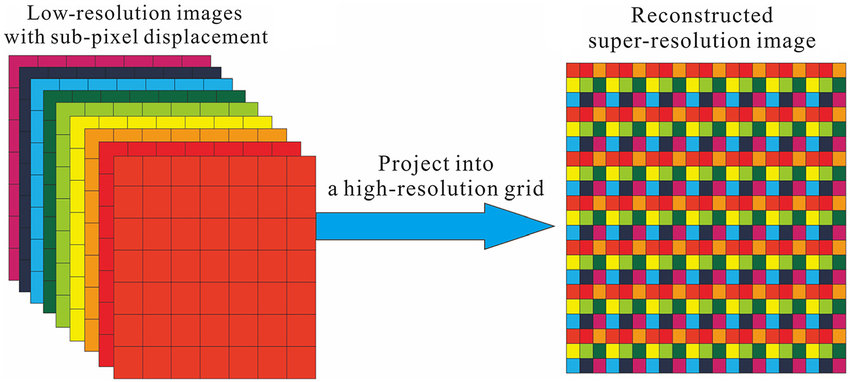 Low-resolution images
with sub-pixel displacement
Project into
a high-resolution grid
Reconstructed
super-resolution image